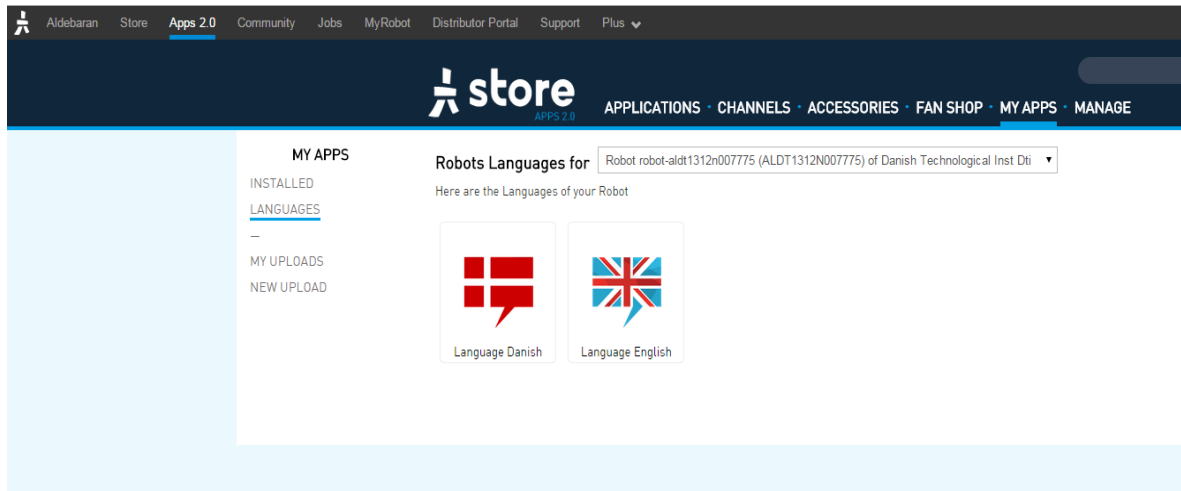 Aldebaran Store Apps 2.0 Community Jobs MyRobot Distributor Portal Support Plus
store
APPS 2.0
APPLICATIONS · CHANNELS · ACCESSORIES · FAN SHOP · MY APPS · MANAGE
MY APPS
INSTALLED
LANGUAGES
—
MY UPLOADS
NEW UPLOAD
Robots Languages for Robot robot-aldt1312n007775 (ALDT1312N007775) of Danish Technological Inst Dti
Here are the Languages of your Robot
Language Danish
Language English